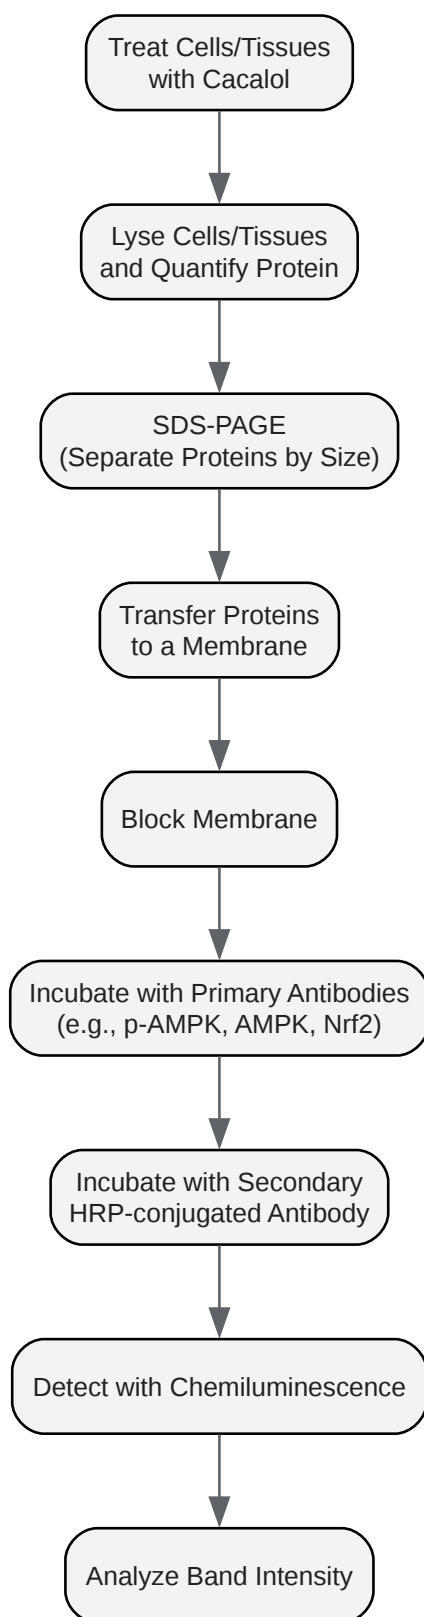 Treat Cells/Tissues
with Cacalol
Lyse Cells/Tissues
and Quantify Protein
SDS-PAGE
(Separate Proteins by Size)
Transfer Proteins
to a Membrane
Block Membrane
Incubate with Primary Antibodies
(e.g., p-AMPK, AMPK, Nrf2)
Incubate with Secondary
HRP-conjugated Antibody
Detect with Chemiluminescence
Analyze Band Intensity